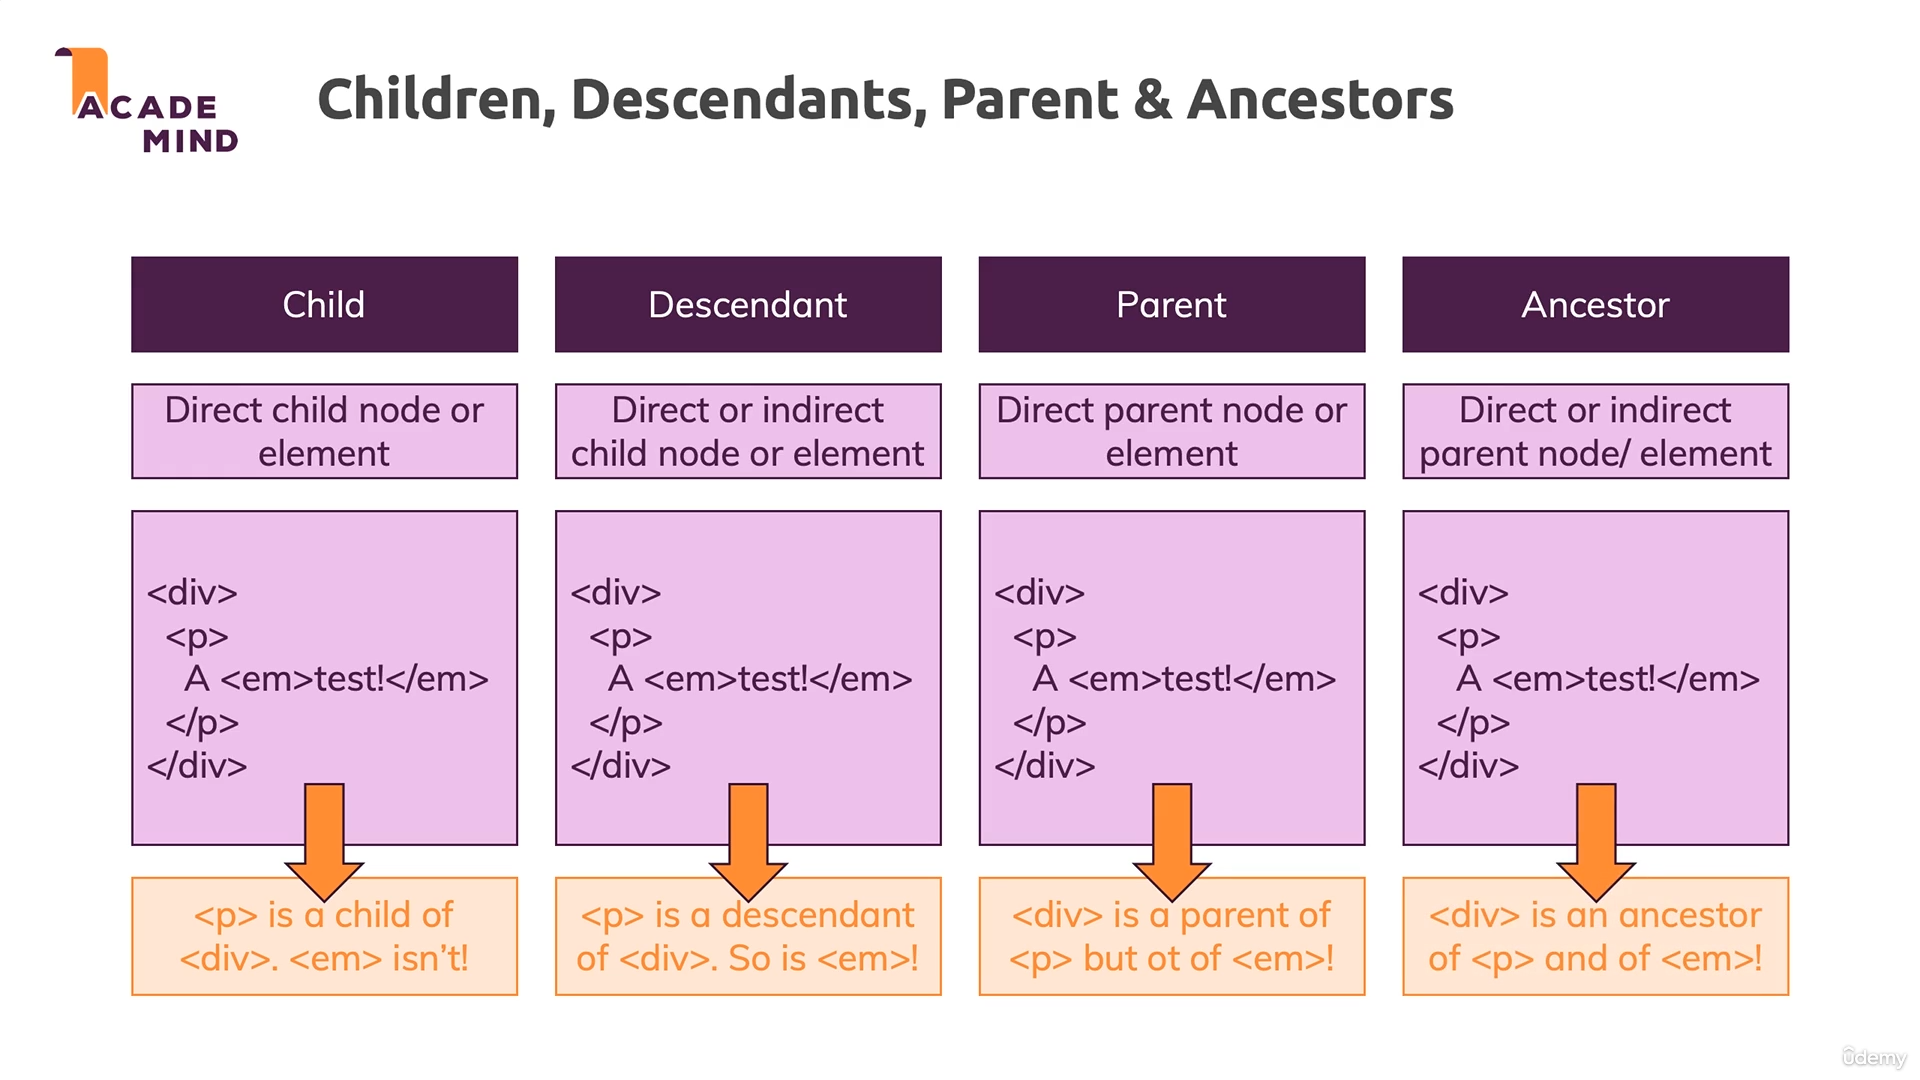 ACADE
MIND
Children, Descendants, Parent & Ancestors
Child
Direct child node or
element
<div>
<p>
A <em>test!</em>
</p>
</div>
<p> is a child of
<div>. <em> isn't!
Descendant
Direct or indirect
child node or element
<div>
<p>
A <em>test!</em>
</p>
</div>
<p> is a descendant
of <div>. So is <em>!
Parent
Direct parent node or
element
<div>
<p>
A <em>test!</em>
</p>
</div>
<div> is a parent of
<p> but ot of <em>!
Ancestor
Direct or indirect
parent node/ element
<div>
<p>
A <em>test!</em>
</p>
</div>
<div> is an ancestor
of <p> and of <em>!
ûdemy